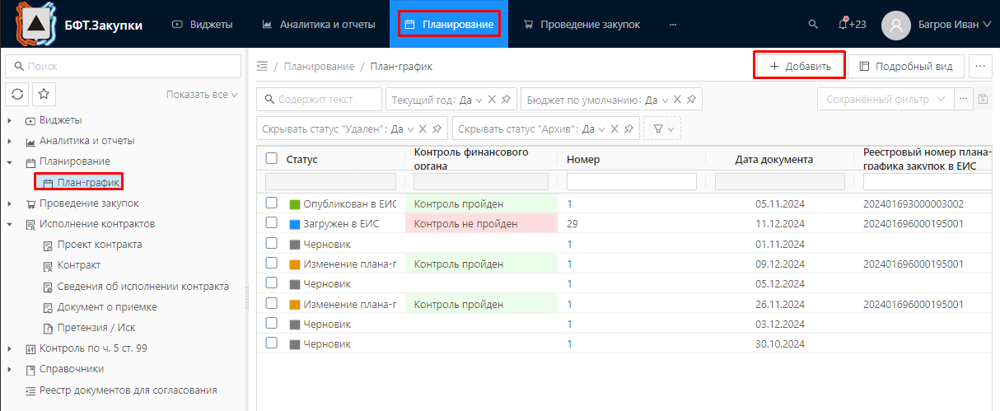 БФТ.Закупки Виджеты Аналитика и отчеты Планирование Проведение закупок ··· +23 Багров Иван
Поиск
Показать все
Виджеты
Аналитика и отчеты
Планирование
План-график
Проведение закупок
Исполнение контрактов
Проект контракта
Контракт
Сведения об исполнении контракта
Документ о приемке
Претензия / Иск
Контроль по ч. 5 ст. 99
Справочники
Реестр документов для согласования
/ Планирование / План-график + Добавить Подробный вид ···
Содержит текст Текущий год: Да Бюджет по умолчанию: Да Сохранённый фильтр ···
Скрывать статус "Удален": Да Скрывать статус "Архив": Да
Статус Контроль финансового органа Номер Дата документа Реестровый номер плана-графика закупок в ЕИС
Опубликован в ЕИС Контроль пройден 1 05.11.2024 202401693000003002
Загружен в ЕИС Контроль не пройден 29 11.12.2024 202401696000195001
Черновик 1 01.11.2024
Изменение плана-г Контроль пройден 1 09.12.2024 202401696000195001
Черновик 1 05.12.2024
Изменение плана-г Контроль пройден 1 26.11.2024 202401696000195001
Черновик 1 03.12.2024
Черновик 1 30.10.2024